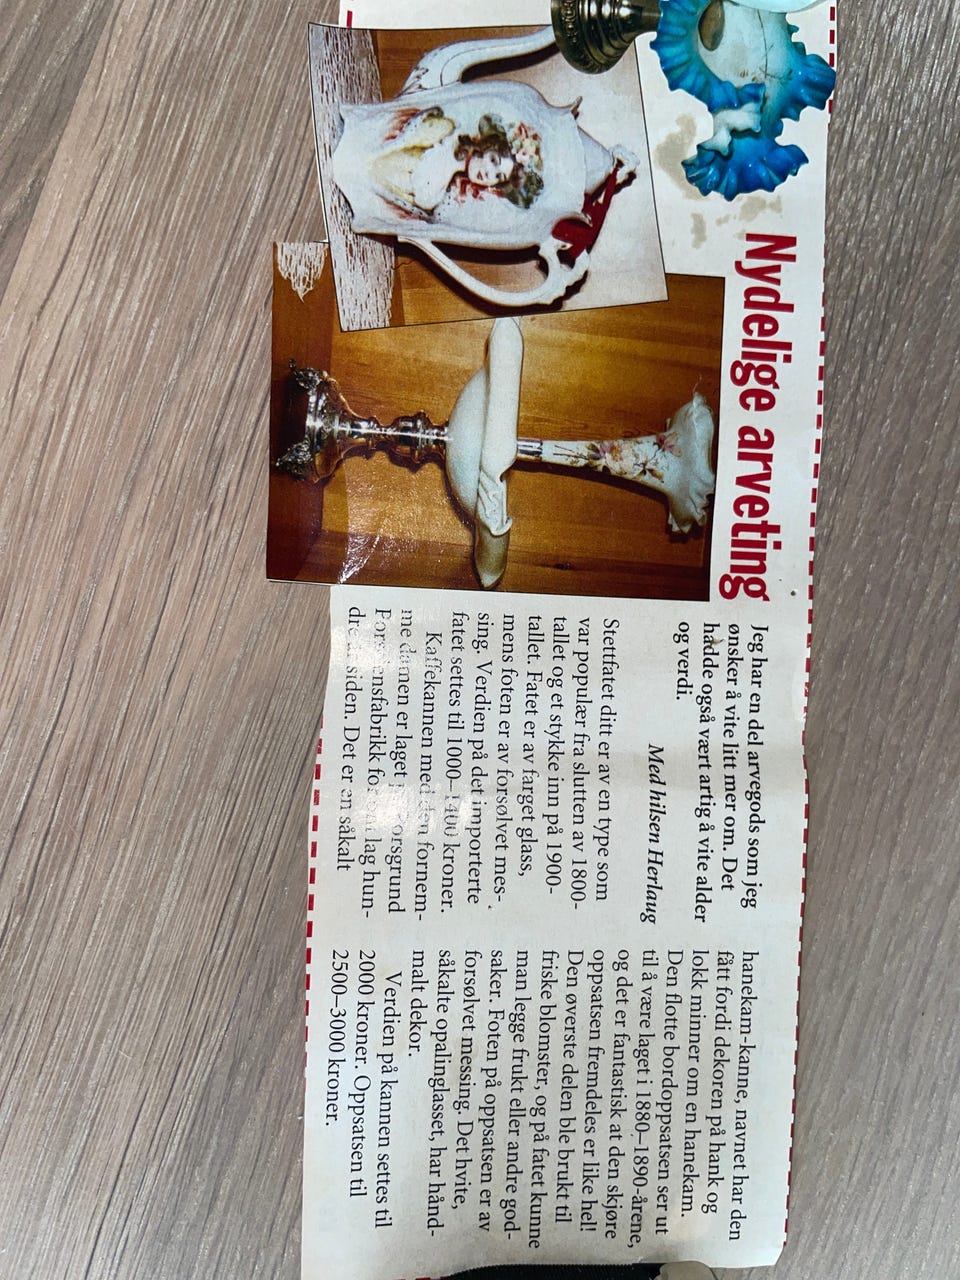 Nydelige arveting
Jeg har en del arvegods som jeg
ønsker å vite litt mer om. Det
hadde også vært artig å vite alder
og verdi.
Med hilsen Herlaug
Stettfatet ditt er av en type som
var populær fra slutten av 1800-
tallet og et stykke inn på 1900-
tallet. Fatet er av farget glass,
mens foten er av forsølvet mes-
sing. Verdien på det importerte
fatet settes til 1000–1400 kroner.
Kaffekannen med den fornem-
me damen er laget Porsgrund
Porselensfabrikk for om lag hun-
dre siden. Det er en såkalt
hanekam-kanne, navnet har den
fått fordi dekoren på hank og
lokk minner om en hanekam.
Den flotte bordoppsatsen ser ut
til å være laget i 1880–1890-årene,
og det er fantastisk at den skjøre
oppsatsen fremdeles er like hel!
Den øverste delen ble brukt til
friske blomster, og på fatet kunne
man legge frukt eller andre god-
saker. Foten på oppsatsen er av
forsølvet messing. Det hvite,
såkalte opalinglasset, har hånd-
malt dekor.
Verdien på kannen settes til
2000 kroner. Oppsatsen til
2500–3000 kroner.